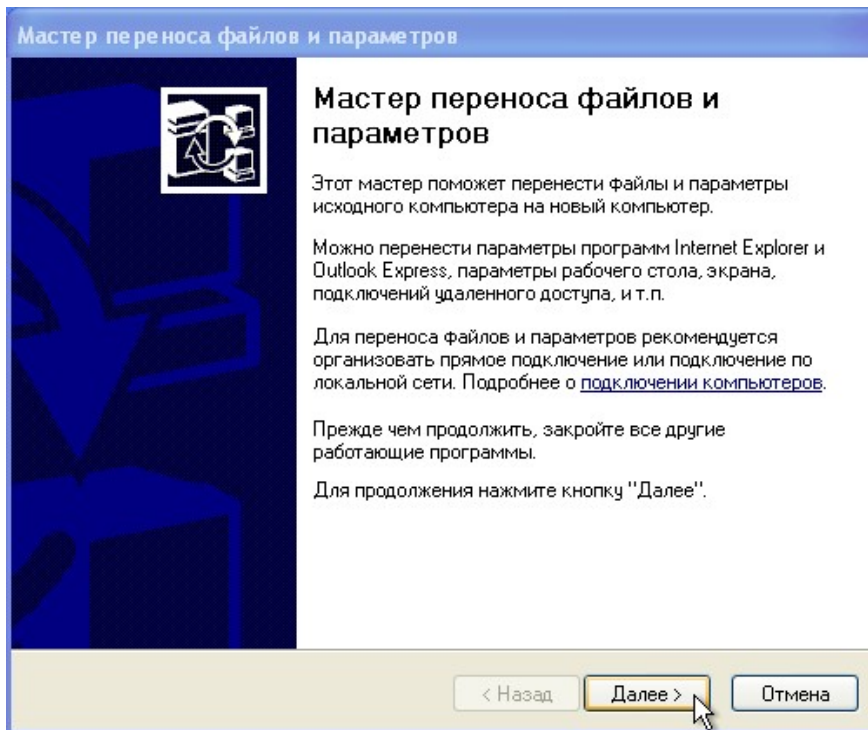 Мастер переноса файлов и параметров
Мастер переноса файлов и
параметров
Этот мастер поможет перенести файлы и параметры
исходного компьютера на новый компьютер.
Можно перенести параметры программ Internet Explorer и
Outlook Express, параметры рабочего стола, экрана,
подключений удаленного доступа, и т.п.
Для переноса файлов и параметров рекомендуется
организовать прямое подключение или подключение по
локальной сети. Подробнее о подключении компьютеров.
Прежде чем продолжить, закройте все другие
работающие программы.
Для продолжения нажмите кнопку "Далее".
< Назад Далее > Отмена